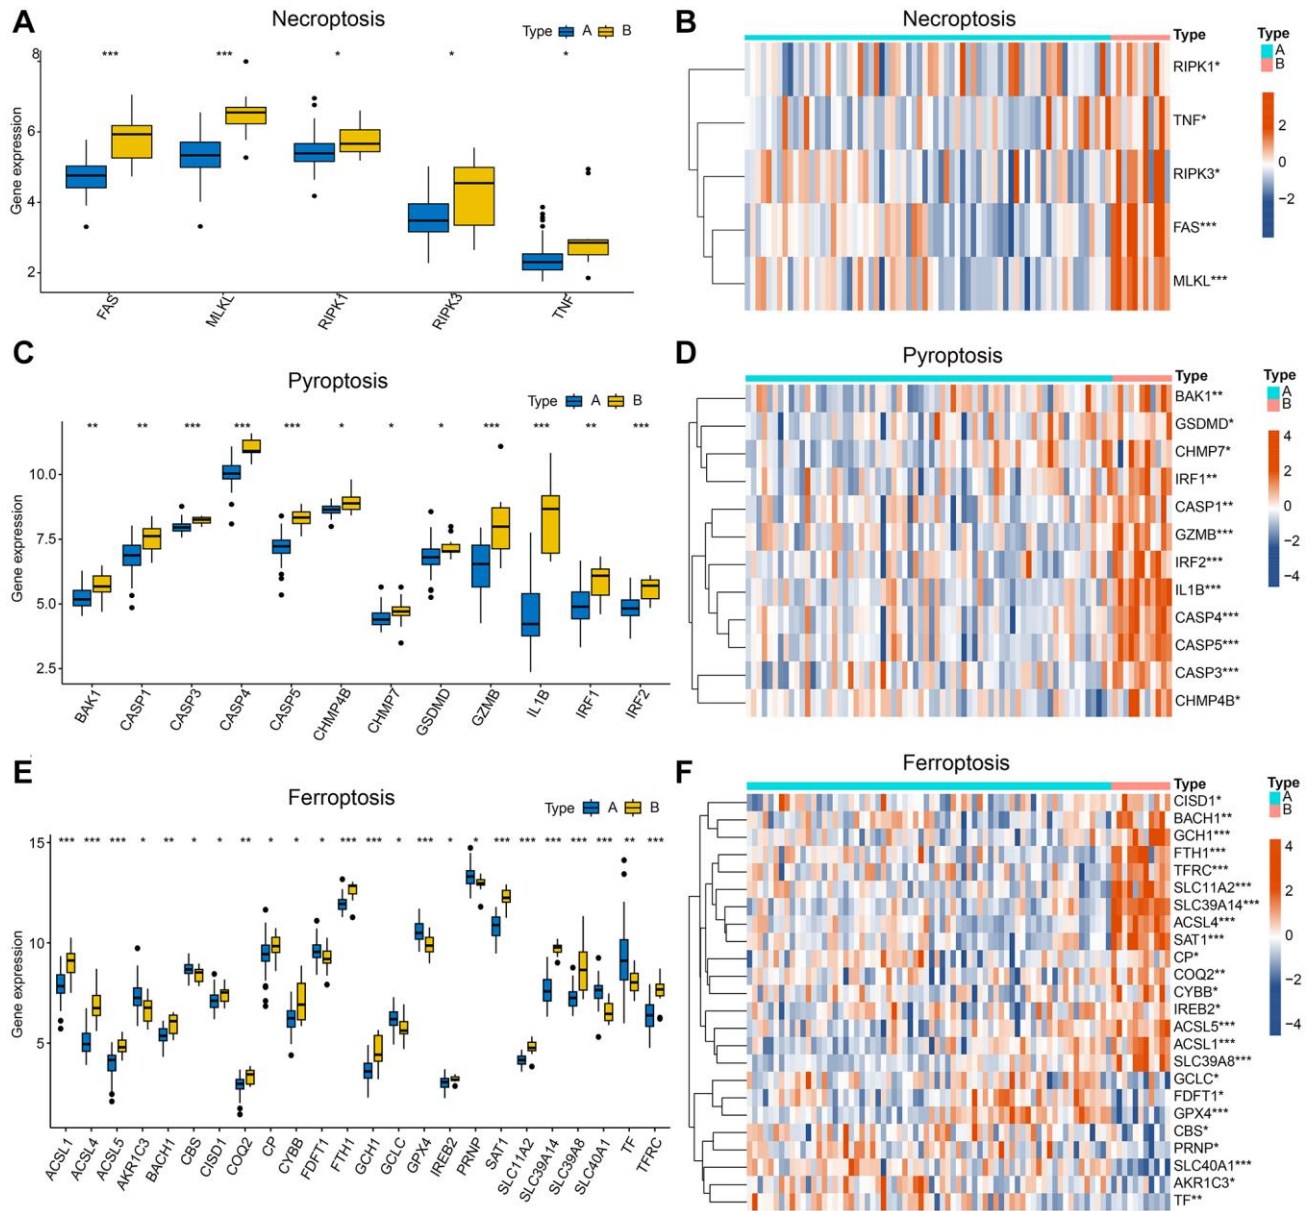 A
Necroptosis
Type A B
8
6
4
2
Gene expression
*** *** * * *
FAS
MLKL
RIPK1
RIPK3
TNF
B
Necroptosis
Type
RIPK1*
TNF*
RIPK3*
FAS***
MLKL***
Type
A
B
2
0
−2
C
Pyroptosis
Type A B
** ** *** *** *** * * * *** *** ** ***
10.0
7.5
5.0
2.5
Gene expression
BAK1
CASP1
CASP3
CASP4
CASP5
CHMP4B
CHMP7
GSDMD
GZMB
IL1B
IRF1
IRF2
D
Pyroptosis
Type
BAK1**
GSDMD*
CHMP7*
IRF1**
CASP1**
GZMB***
IRF2***
IL1B***
CASP4***
CASP5***
CASP3***
CHMP4B*
Type
A
B
4
2
0
−2
−4
E
Ferroptosis
Type A B
*** *** *** * ** * * ** * * * *** *** * *** * * *** *** *** *** *** ** ***
15
10
5
Gene expression
ACSL1
ACSL4
ACSL5
AKR1C3
BACH1
CBS
CISD1
COQ2
CP
CYBB
FDFT1
FTH1
GCH1
GCLC
GPX4
IREB2
PRNP
SAT1
SLC11A2
SLC39A14
SLC39A8
SLC40A1
TF
TFRC
F
Ferroptosis
Type
CISD1*
BACH1**
GCH1***
FTH1***
TFRC***
SLC11A2***
SLC39A14***
ACSL4***
SAT1***
CP*
COQ2**
CYBB*
IREB2*
ACSL5***
ACSL1***
SLC39A8***
GCLC*
FDFT1*
GPX4***
CBS*
PRNP*
SLC40A1***
AKR1C3*
TF**
Type
A
B
4
2
0
−2
−4